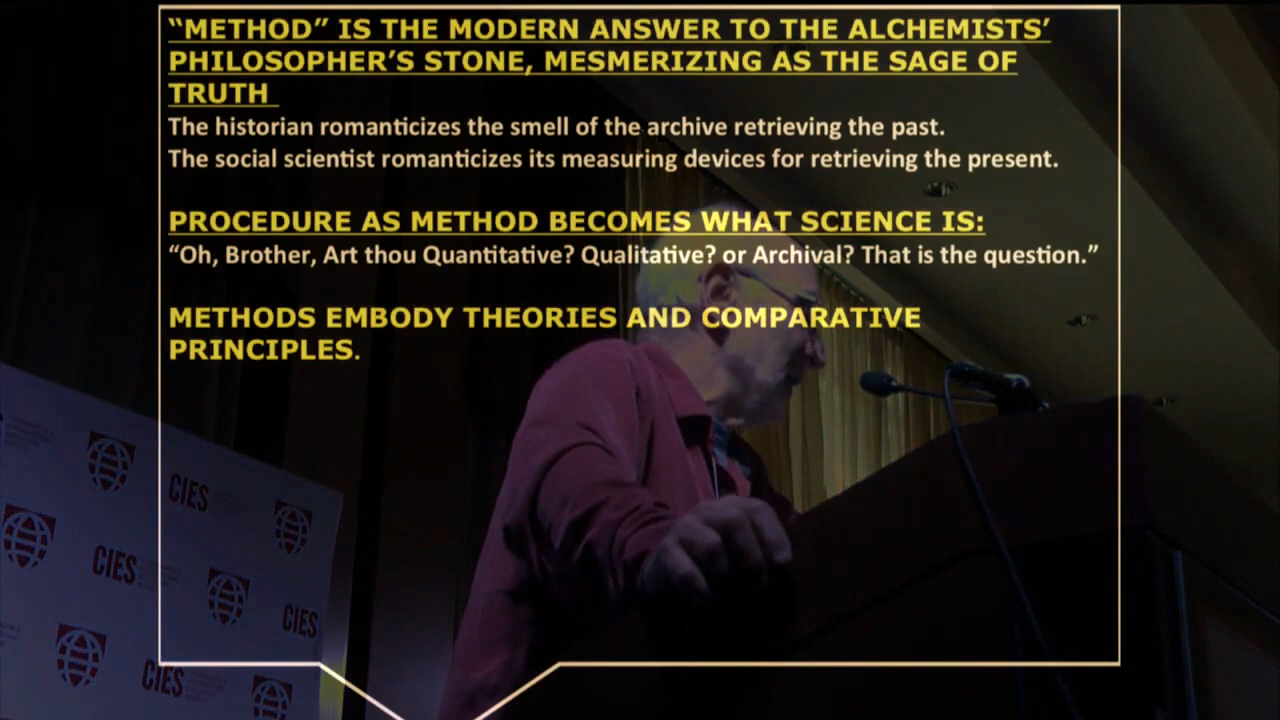 “METHOD” IS THE MODERN ANSWER TO THE ALCHEMISTS’
PHILOSOPHER’S STONE, MESMERIZING AS THE SAGE OF
TRUTH
The historian romanticizes the smell of the archive retrieving the past.
The social scientist romanticizes its measuring devices for retrieving the present.
PROCEDURE AS METHOD BECOMES WHAT SCIENCE IS:
“Oh, Brother, Art thou Quantitative? Qualitative? or Archival? That is the question.”
METHODS EMBODY THEORIES AND COMPARATIVE
PRINCIPLES.
CIES
CIES
CIES
CIES